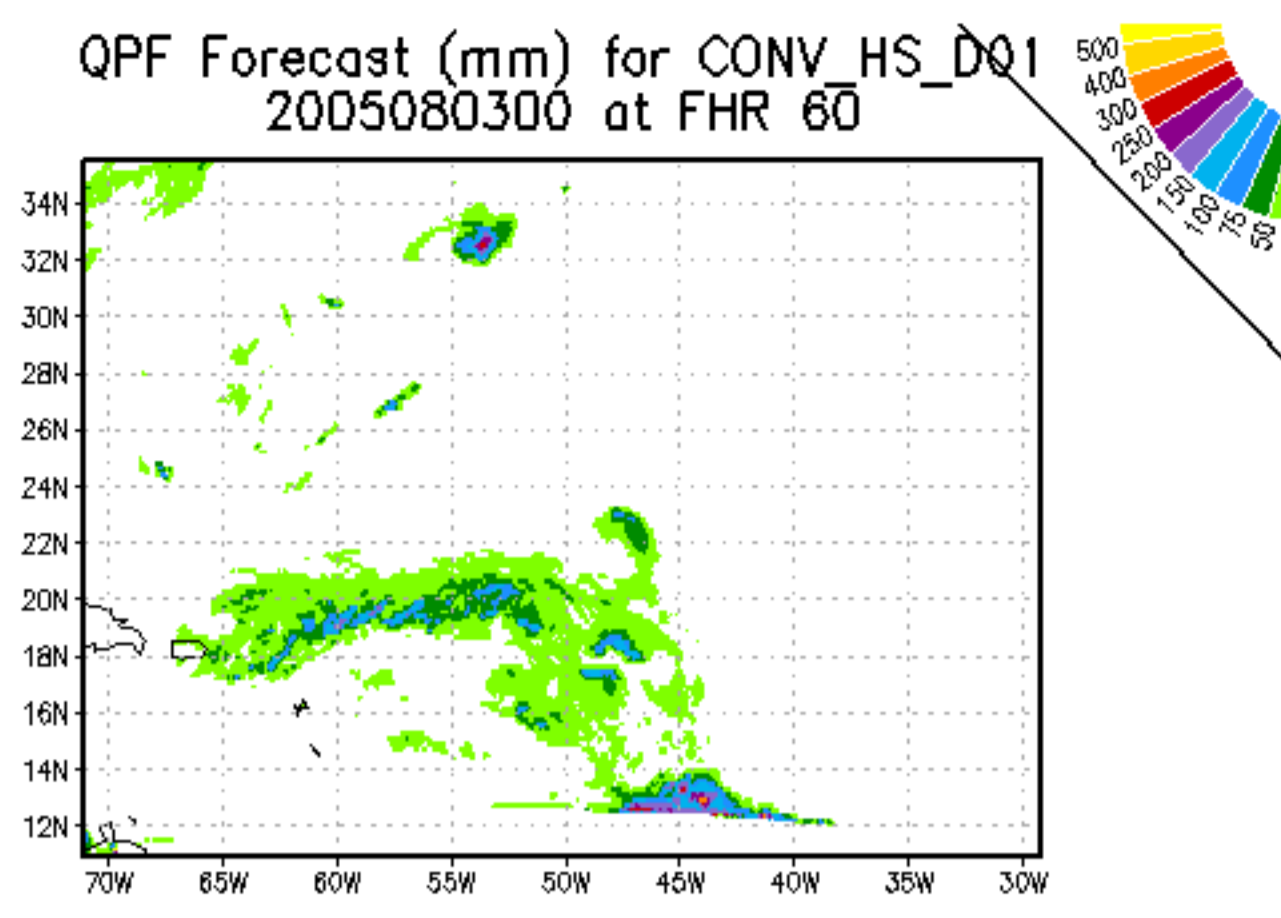 QPF Forecast (mm) for CONV_HS_D01
2005080300 at FHR 60
500
400
300
250
200
150
100
75
50
34N
32N
30N
28N
26N
24N
22N
20N
18N
16N
14N
12N
70W 65W 60W 55W 50W 45W 40W 35W 30W